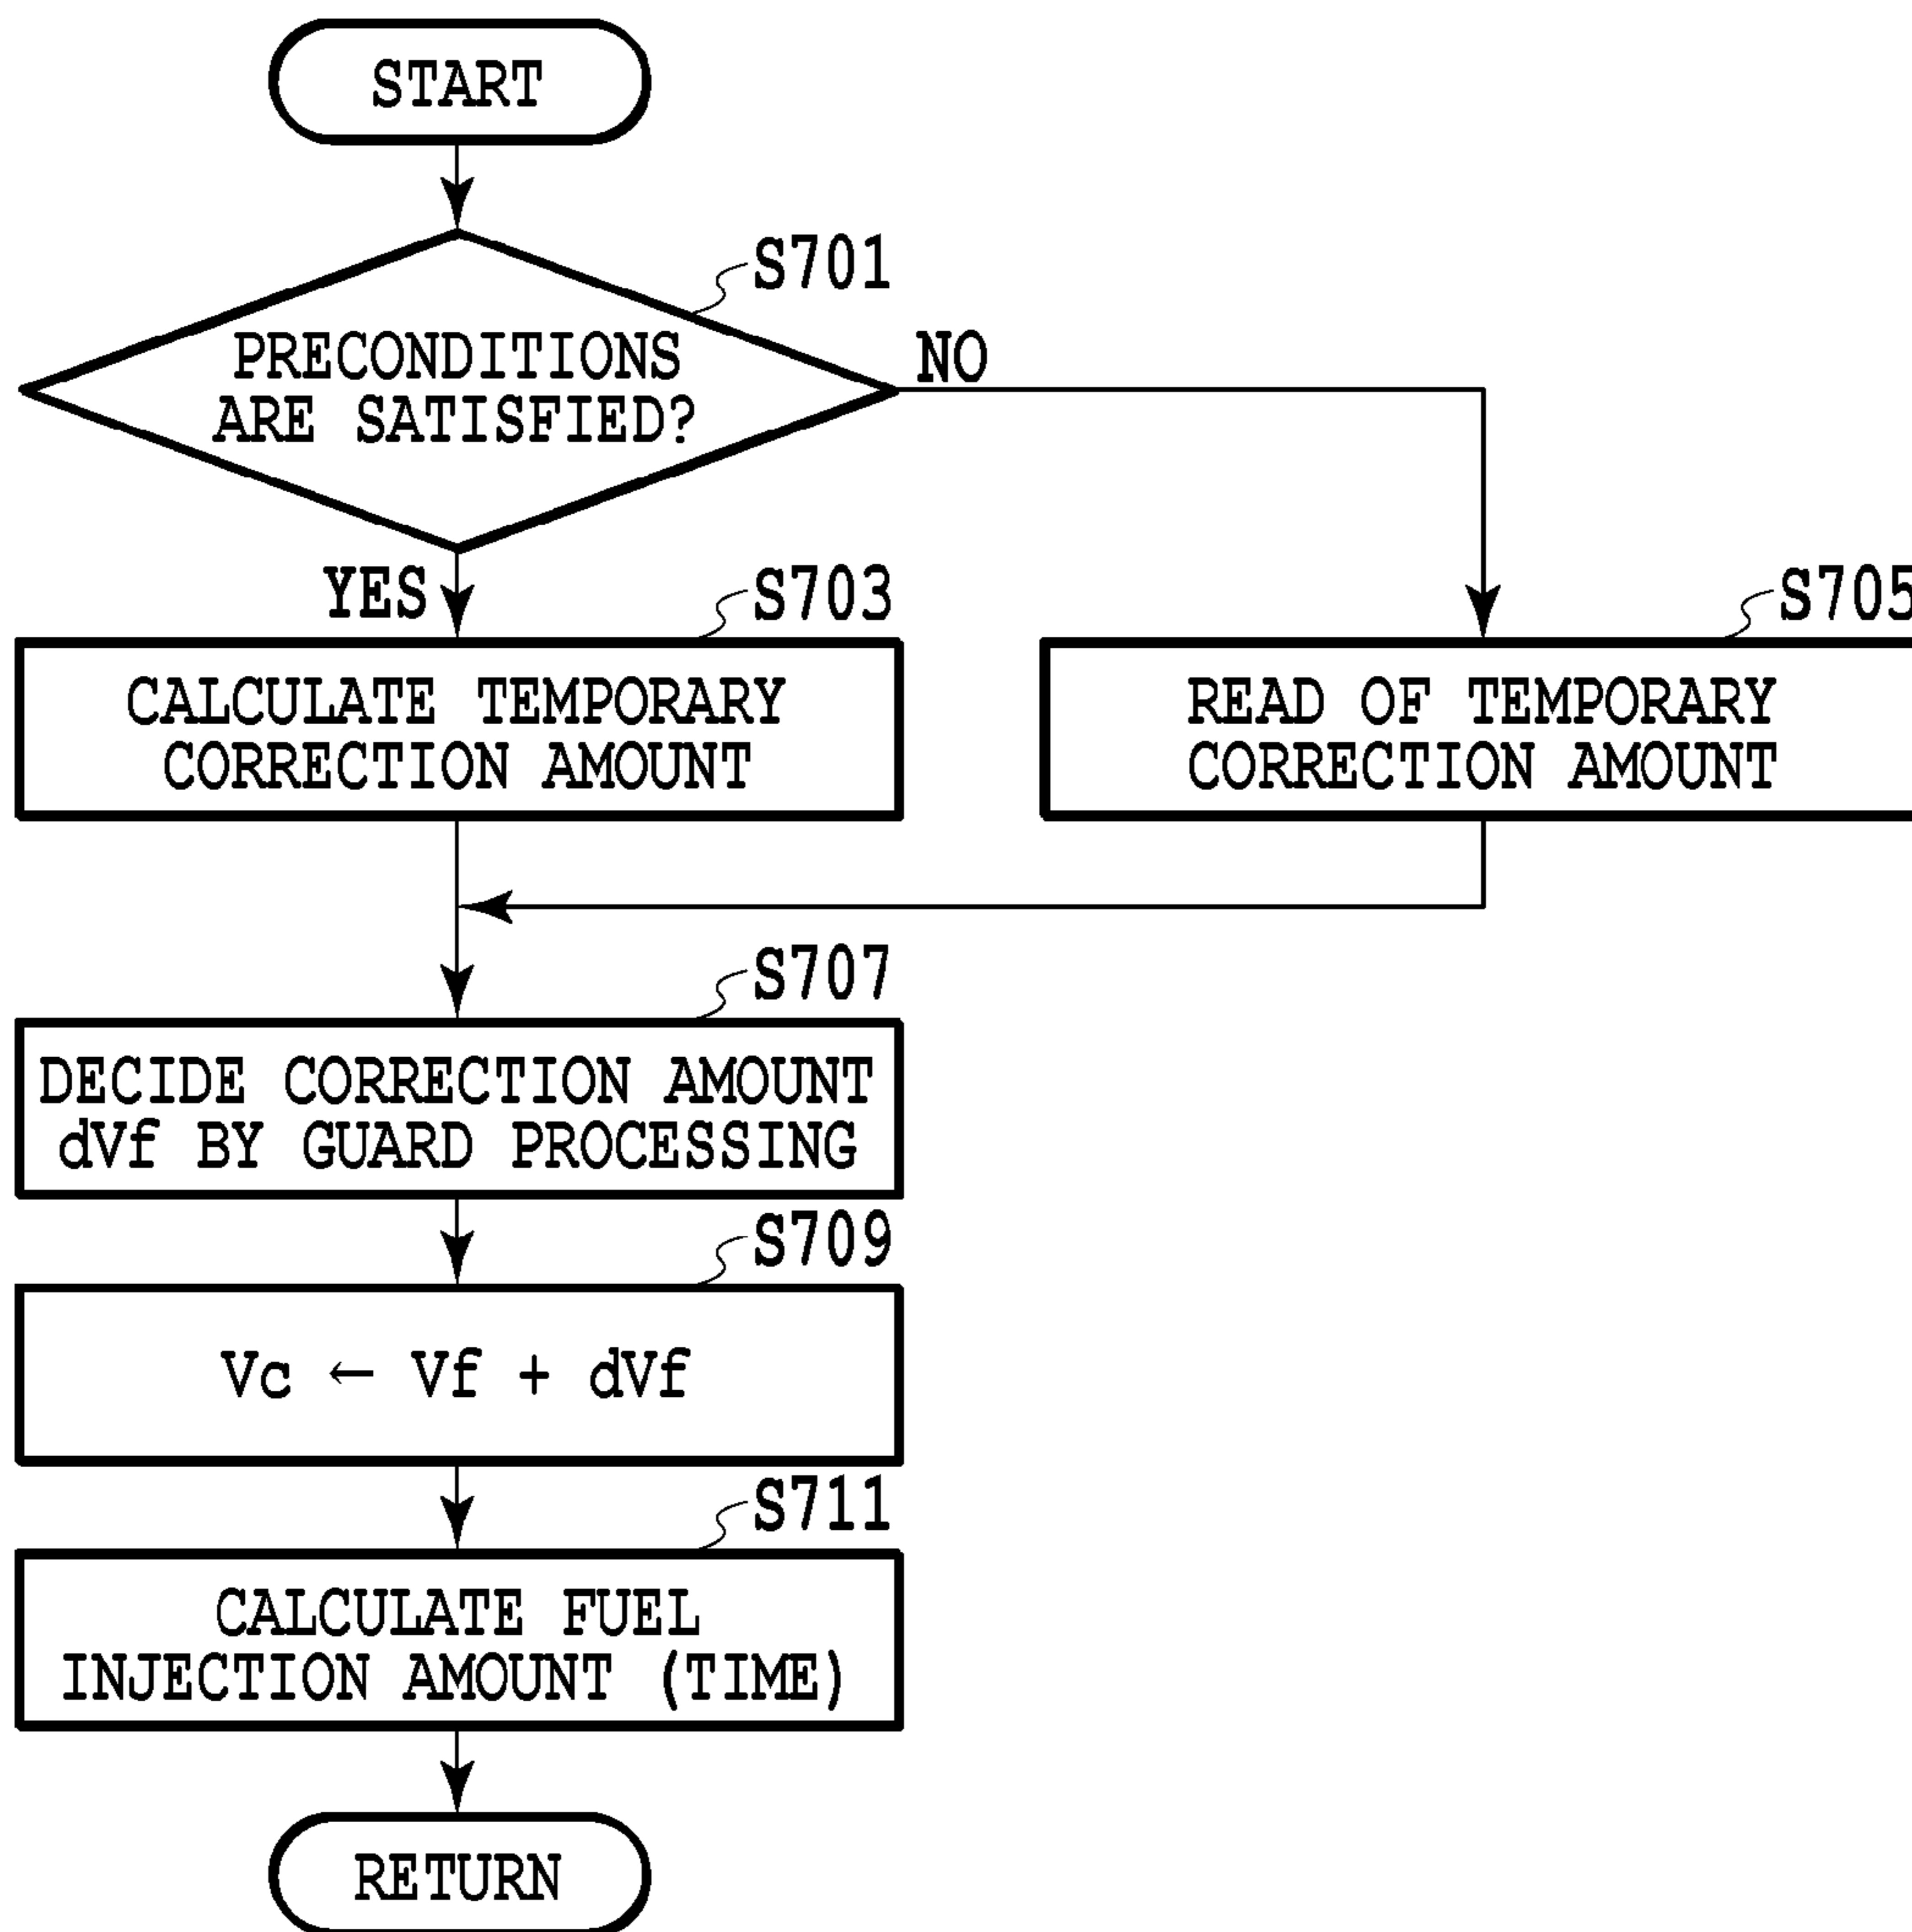 START
S701
PRECONDITIONS
ARE SATISFIED?
NO
YES
S703
CALCULATE TEMPORARY
CORRECTION AMOUNT
S705
READ OF TEMPORARY
CORRECTION AMOUNT
S707
DECIDE CORRECTION AMOUNT
dVf BY GUARD PROCESSING
S709
Vc ← Vf + dVf
S711
CALCULATE FUEL
INJECTION AMOUNT (TIME)
RETURN